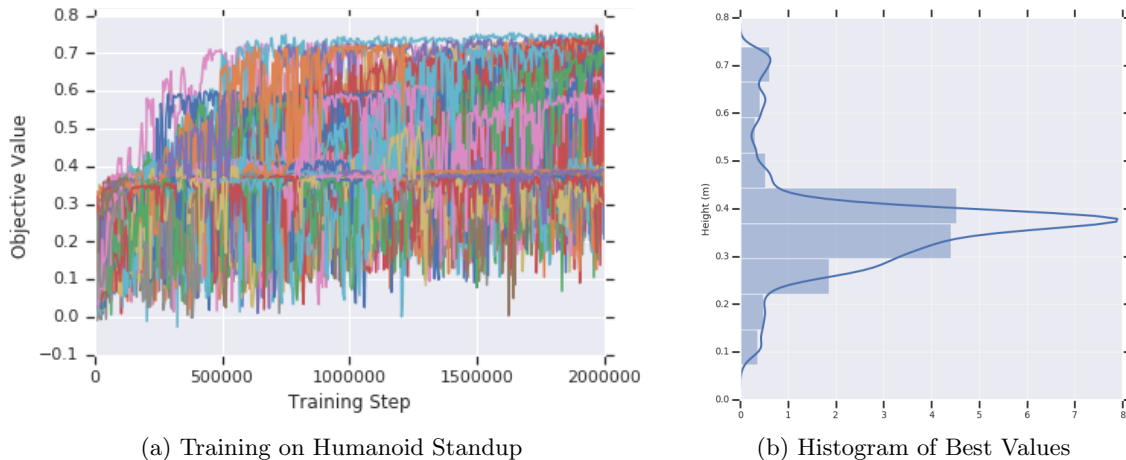 0.8
0.7
0.6
0.5
0.4
0.3
0.2
0.1
0.0
−0.1
Objective Value
0 500000 1000000 1500000 2000000
Training Step
(a) Training on Humanoid Standup
0.8
0.7
0.6
0.5
0.4
0.3
0.2
0.1
0.0
Height (m)
0 1 2 3 4 5 6 7 8
(b) Histogram of Best Values